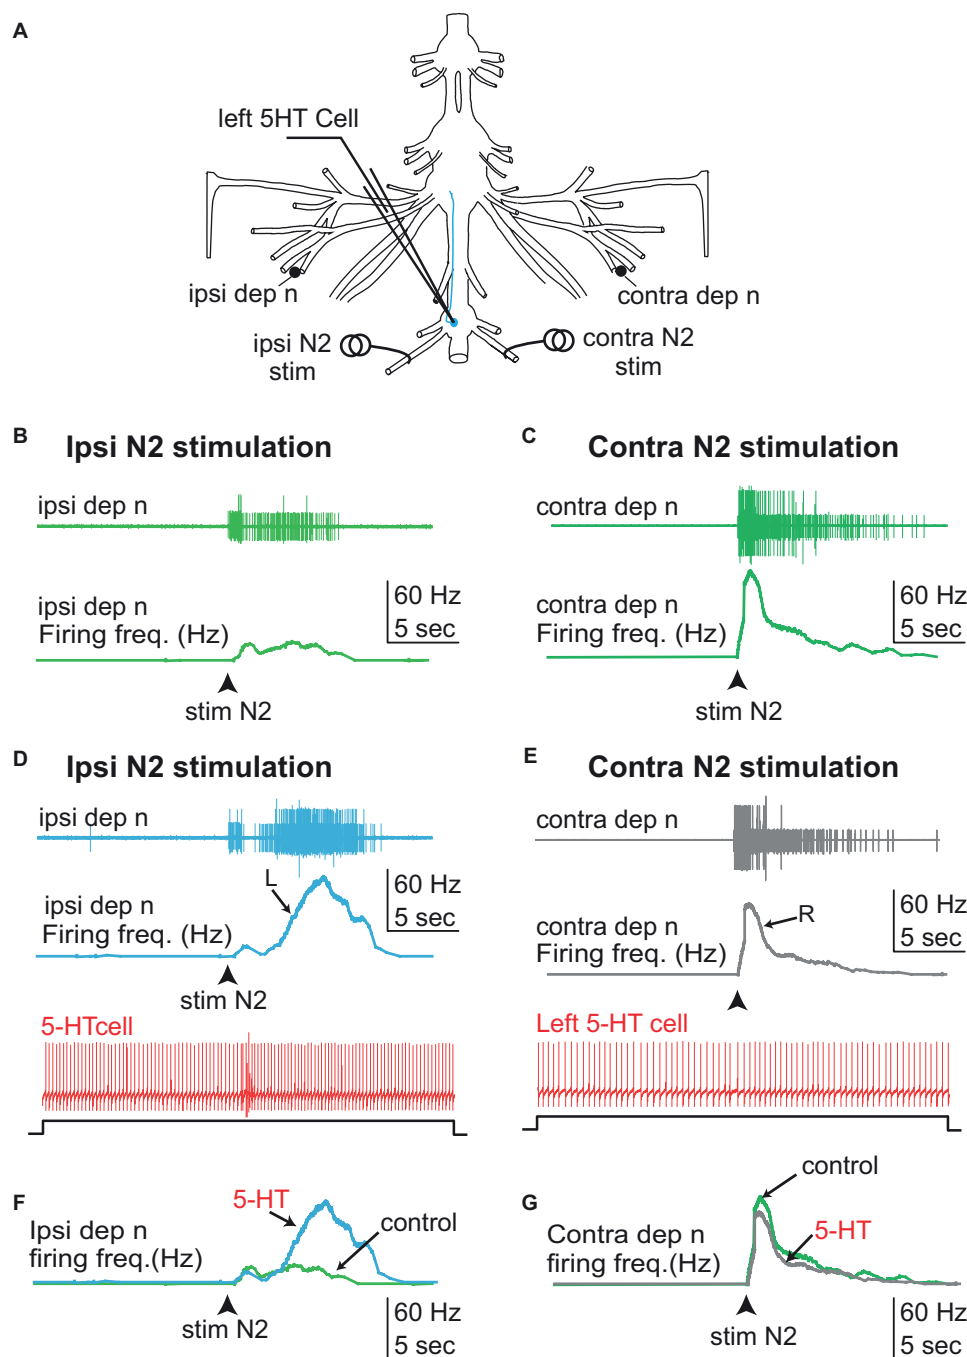 A
left 5HT Cell
ipsi dep n
contra dep n
ipsi N2
stim
contra N2
stim
B
Ipsi N2 stimulation
ipsi dep n
ipsi dep n
Firing freq. (Hz)
60 Hz
5 sec
stim N2
C
Contra N2 stimulation
contra dep n
contra dep n
Firing freq. (Hz)
60 Hz
5 sec
stim N2
D
Ipsi N2 stimulation
ipsi dep n
L
ipsi dep n
Firing freq. (Hz)
60 Hz
5 sec
stim N2
5-HTcell
E
Contra N2 stimulation
contra dep n
R
contra dep n
Firing freq. (Hz)
60 Hz
5 sec
Left 5-HT cell
F
5-HT
control
Ipsi dep n
firing freq.(Hz)
stim N2
60 Hz
5 sec
G
control
5-HT
Contra dep n
firing freq.(Hz)
stim N2
60 Hz
5 sec